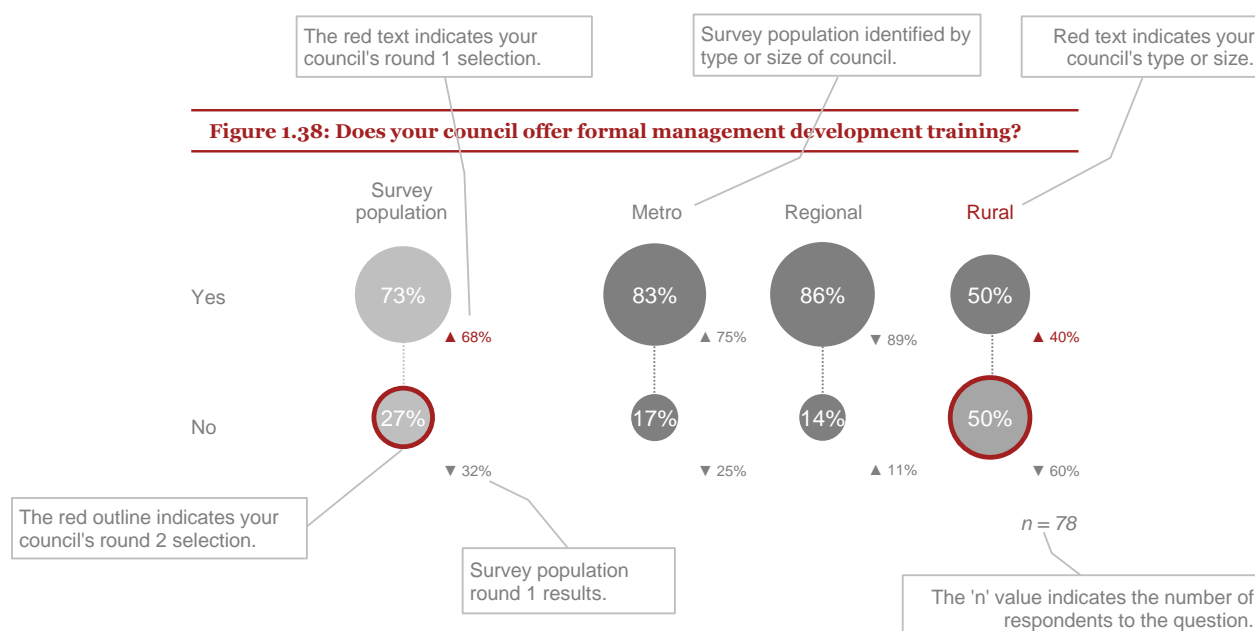 The red text indicates your
council's round 1 selection.
Survey population identified by
type or size of council.
Red text indicates your
council's type or size.
Figure 1.38: Does your council offer formal management development training?
Survey
population
Metro
Regional
Rural
Yes
73%
83%
86%
50%
▲ 68%
▲ 75%
▼ 89%
▲ 40%
No
27%
17%
14%
50%
▼ 32%
▼ 25%
▲ 11%
▼ 60%
The red outline indicates your
council's round 2 selection.
n = 78
Survey population
round 1 results.
The 'n' value indicates the number of
respondents to the question.